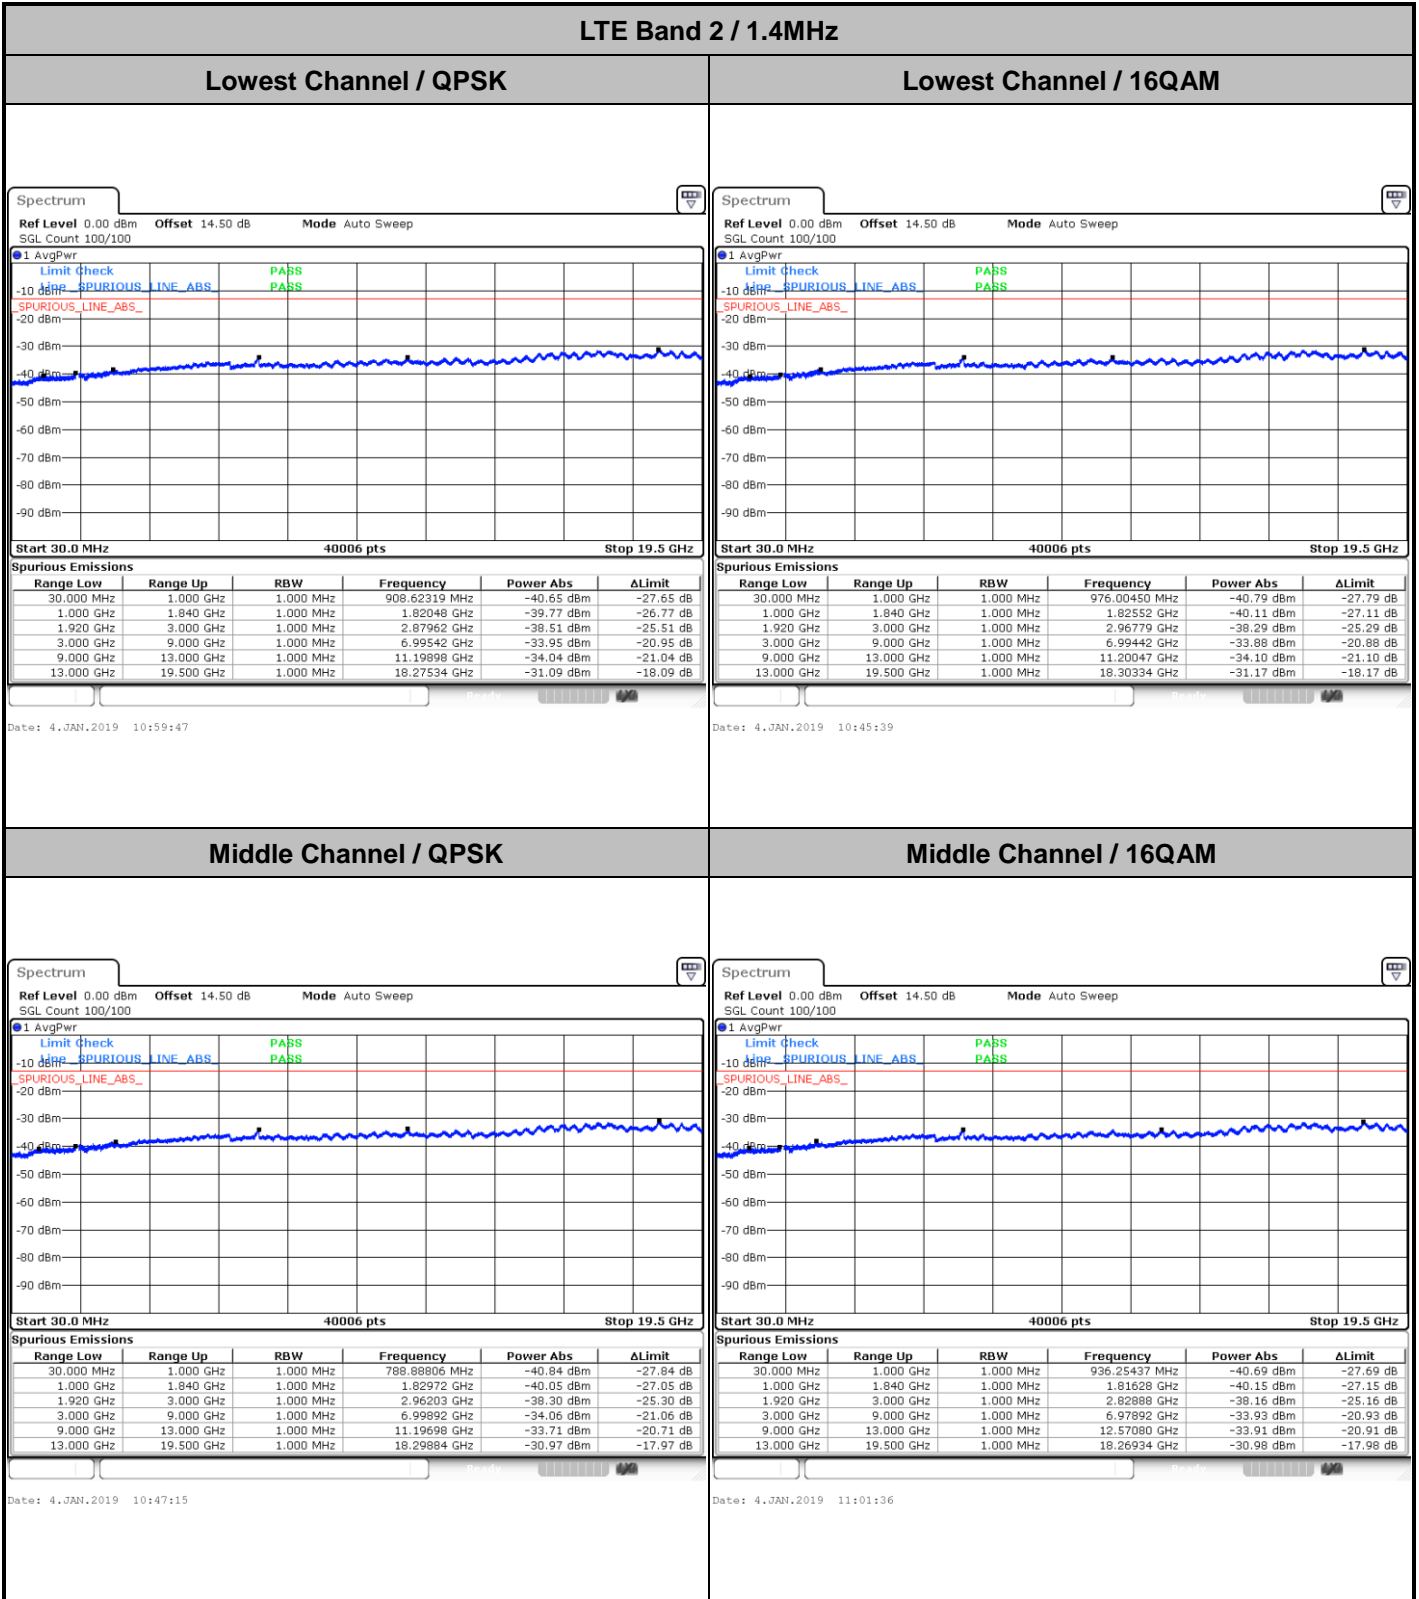 LTE Band 2 / 1.4MHz
Lowest Channel / QPSK
Lowest Channel / 16QAM
Spectrum
Ref Level 0.00 dBm Offset 14.50 dB Mode Auto Sweep
SGL Count 100/100
1 AvgPwr
Limit Check PASS
Line _SPURIOUS_LINE_ABS_ PASS
-10 dBm
_SPURIOUS_LINE_ABS_
-20 dBm
-30 dBm
-40 dBm
-50 dBm
-60 dBm
-70 dBm
-80 dBm
-90 dBm
Start 30.0 MHz 40006 pts Stop 19.5 GHz
Spurious Emissions
Range Low Range Up RBW Frequency Power Abs ΔLimit
30.000 MHz 1.000 GHz 1.000 MHz 908.62319 MHz -40.65 dBm -27.65 dB
1.000 GHz 1.840 GHz 1.000 MHz 1.82048 GHz -39.77 dBm -26.77 dB
1.920 GHz 3.000 GHz 1.000 MHz 2.87962 GHz -38.51 dBm -25.51 dB
3.000 GHz 9.000 GHz 1.000 MHz 6.99542 GHz -33.95 dBm -20.95 dB
9.000 GHz 13.000 GHz 1.000 MHz 11.19898 GHz -34.04 dBm -21.04 dB
13.000 GHz 19.500 GHz 1.000 MHz 18.27534 GHz -31.09 dBm -18.09 dB
Ready
Date: 4.JAN.2019 10:59:47
Spectrum
Ref Level 0.00 dBm Offset 14.50 dB Mode Auto Sweep
SGL Count 100/100
1 AvgPwr
Limit Check PASS
Line _SPURIOUS_LINE_ABS_ PASS
-10 dBm
_SPURIOUS_LINE_ABS_
-20 dBm
-30 dBm
-40 dBm
-50 dBm
-60 dBm
-70 dBm
-80 dBm
-90 dBm
Start 30.0 MHz 40006 pts Stop 19.5 GHz
Spurious Emissions
Range Low Range Up RBW Frequency Power Abs ΔLimit
30.000 MHz 1.000 GHz 1.000 MHz 976.00450 MHz -40.79 dBm -27.79 dB
1.000 GHz 1.840 GHz 1.000 MHz 1.82552 GHz -40.11 dBm -27.11 dB
1.920 GHz 3.000 GHz 1.000 MHz 2.96779 GHz -38.29 dBm -25.29 dB
3.000 GHz 9.000 GHz 1.000 MHz 6.99442 GHz -33.88 dBm -20.88 dB
9.000 GHz 13.000 GHz 1.000 MHz 11.20047 GHz -34.10 dBm -21.10 dB
13.000 GHz 19.500 GHz 1.000 MHz 18.30334 GHz -31.17 dBm -18.17 dB
Ready
Date: 4.JAN.2019 10:45:39
Middle Channel / QPSK
Middle Channel / 16QAM
Spectrum
Ref Level 0.00 dBm Offset 14.50 dB Mode Auto Sweep
SGL Count 100/100
1 AvgPwr
Limit Check PASS
Line _SPURIOUS_LINE_ABS_ PASS
-10 dBm
_SPURIOUS_LINE_ABS_
-20 dBm
-30 dBm
-40 dBm
-50 dBm
-60 dBm
-70 dBm
-80 dBm
-90 dBm
Start 30.0 MHz 40006 pts Stop 19.5 GHz
Spurious Emissions
Range Low Range Up RBW Frequency Power Abs ΔLimit
30.000 MHz 1.000 GHz 1.000 MHz 788.88806 MHz -40.84 dBm -27.84 dB
1.000 GHz 1.840 GHz 1.000 MHz 1.82972 GHz -40.05 dBm -27.05 dB
1.920 GHz 3.000 GHz 1.000 MHz 2.96203 GHz -38.30 dBm -25.30 dB
3.000 GHz 9.000 GHz 1.000 MHz 6.99892 GHz -34.06 dBm -21.06 dB
9.000 GHz 13.000 GHz 1.000 MHz 11.19698 GHz -33.71 dBm -20.71 dB
13.000 GHz 19.500 GHz 1.000 MHz 18.29884 GHz -30.97 dBm -17.97 dB
Ready
Date: 4.JAN.2019 10:47:15
Spectrum
Ref Level 0.00 dBm Offset 14.50 dB Mode Auto Sweep
SGL Count 100/100
1 AvgPwr
Limit Check PASS
Line _SPURIOUS_LINE_ABS_ PASS
-10 dBm
_SPURIOUS_LINE_ABS_
-20 dBm
-30 dBm
-40 dBm
-50 dBm
-60 dBm
-70 dBm
-80 dBm
-90 dBm
Start 30.0 MHz 40006 pts Stop 19.5 GHz
Spurious Emissions
Range Low Range Up RBW Frequency Power Abs ΔLimit
30.000 MHz 1.000 GHz 1.000 MHz 936.25437 MHz -40.69 dBm -27.69 dB
1.000 GHz 1.840 GHz 1.000 MHz 1.81628 GHz -40.15 dBm -27.15 dB
1.920 GHz 3.000 GHz 1.000 MHz 2.82888 GHz -38.16 dBm -25.16 dB
3.000 GHz 9.000 GHz 1.000 MHz 6.97892 GHz -33.93 dBm -20.93 dB
9.000 GHz 13.000 GHz 1.000 MHz 12.57080 GHz -33.91 dBm -20.91 dB
13.000 GHz 19.500 GHz 1.000 MHz 18.26934 GHz -30.98 dBm -17.98 dB
Ready
Date: 4.JAN.2019 11:01:36